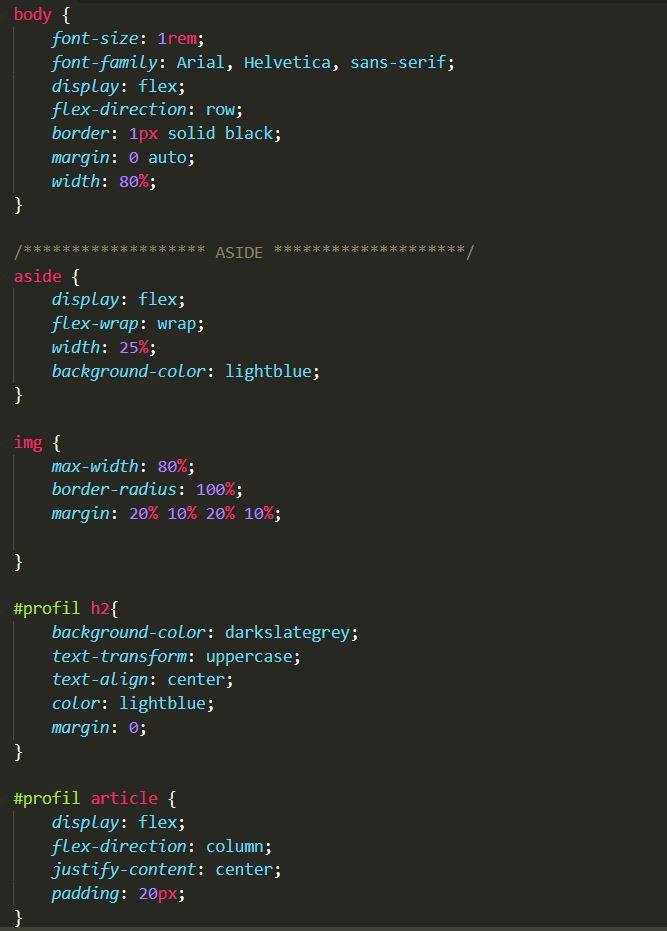 body {
    font-size: 1rem;
    font-family: Arial, Helvetica, sans-serif;
    display: flex;
    flex-direction: row;
    border: 1px solid black;
    margin: 0 auto;
    width: 80%;
}

/******************* ASIDE ********************/
aside {
    display: flex;
    flex-wrap: wrap;
    width: 25%;
    background-color: lightblue;
}

img {
    max-width: 80%;
    border-radius: 100%;
    margin: 20% 10% 20% 10%;

}

#profil h2{
    background-color: darkslategrey;
    text-transform: uppercase;
    text-align: center;
    color: lightblue;
    margin: 0;
}

#profil article {
    display: flex;
    flex-direction: column;
    justify-content: center;
    padding: 20px;
}